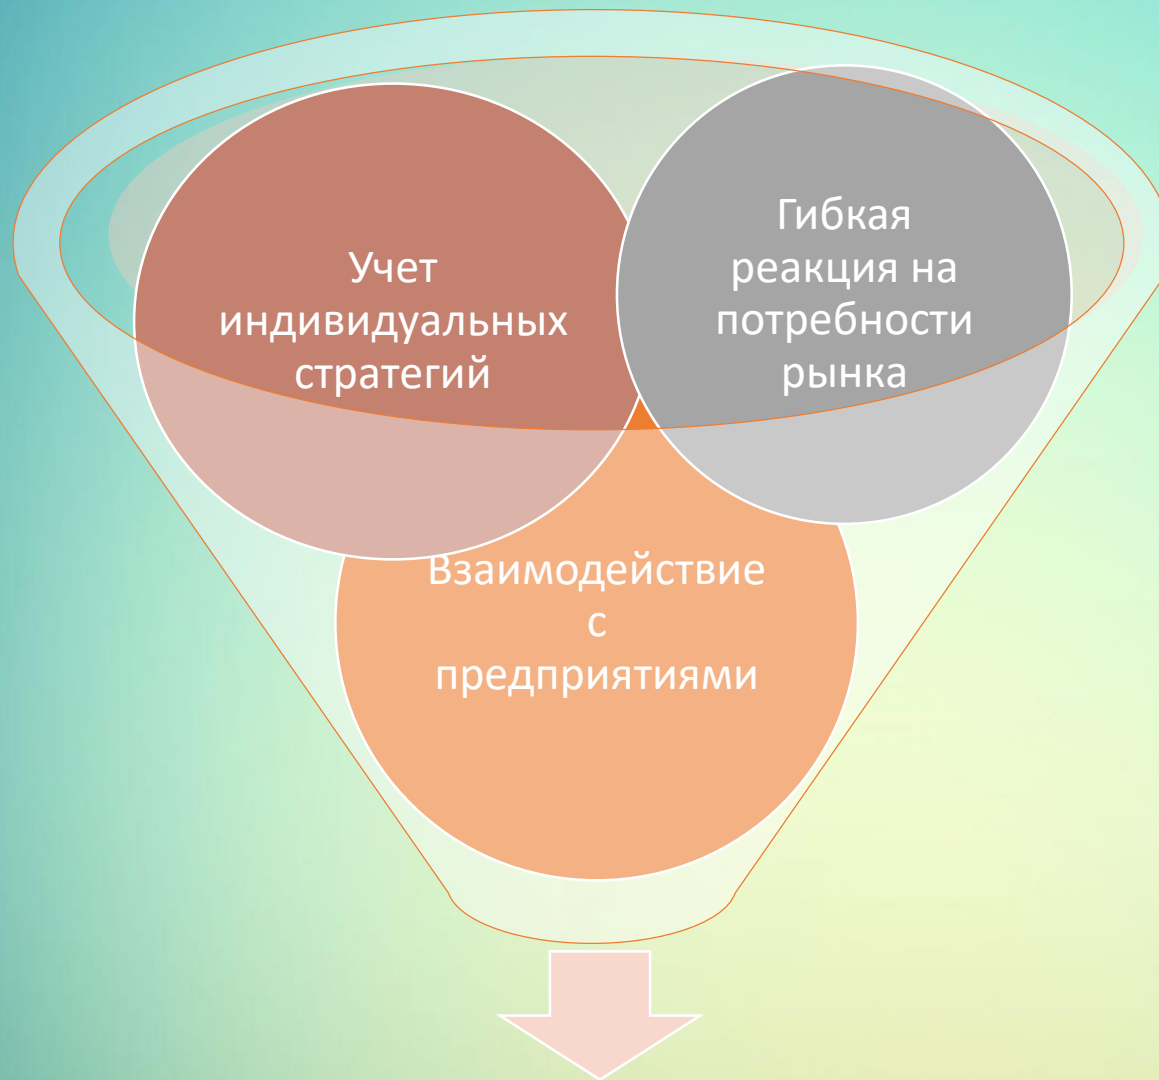 Учет
индивидуальных
стратегий
Гибкая
реакция на
потребности
рынка
Взаимодействие
с
предприятиями